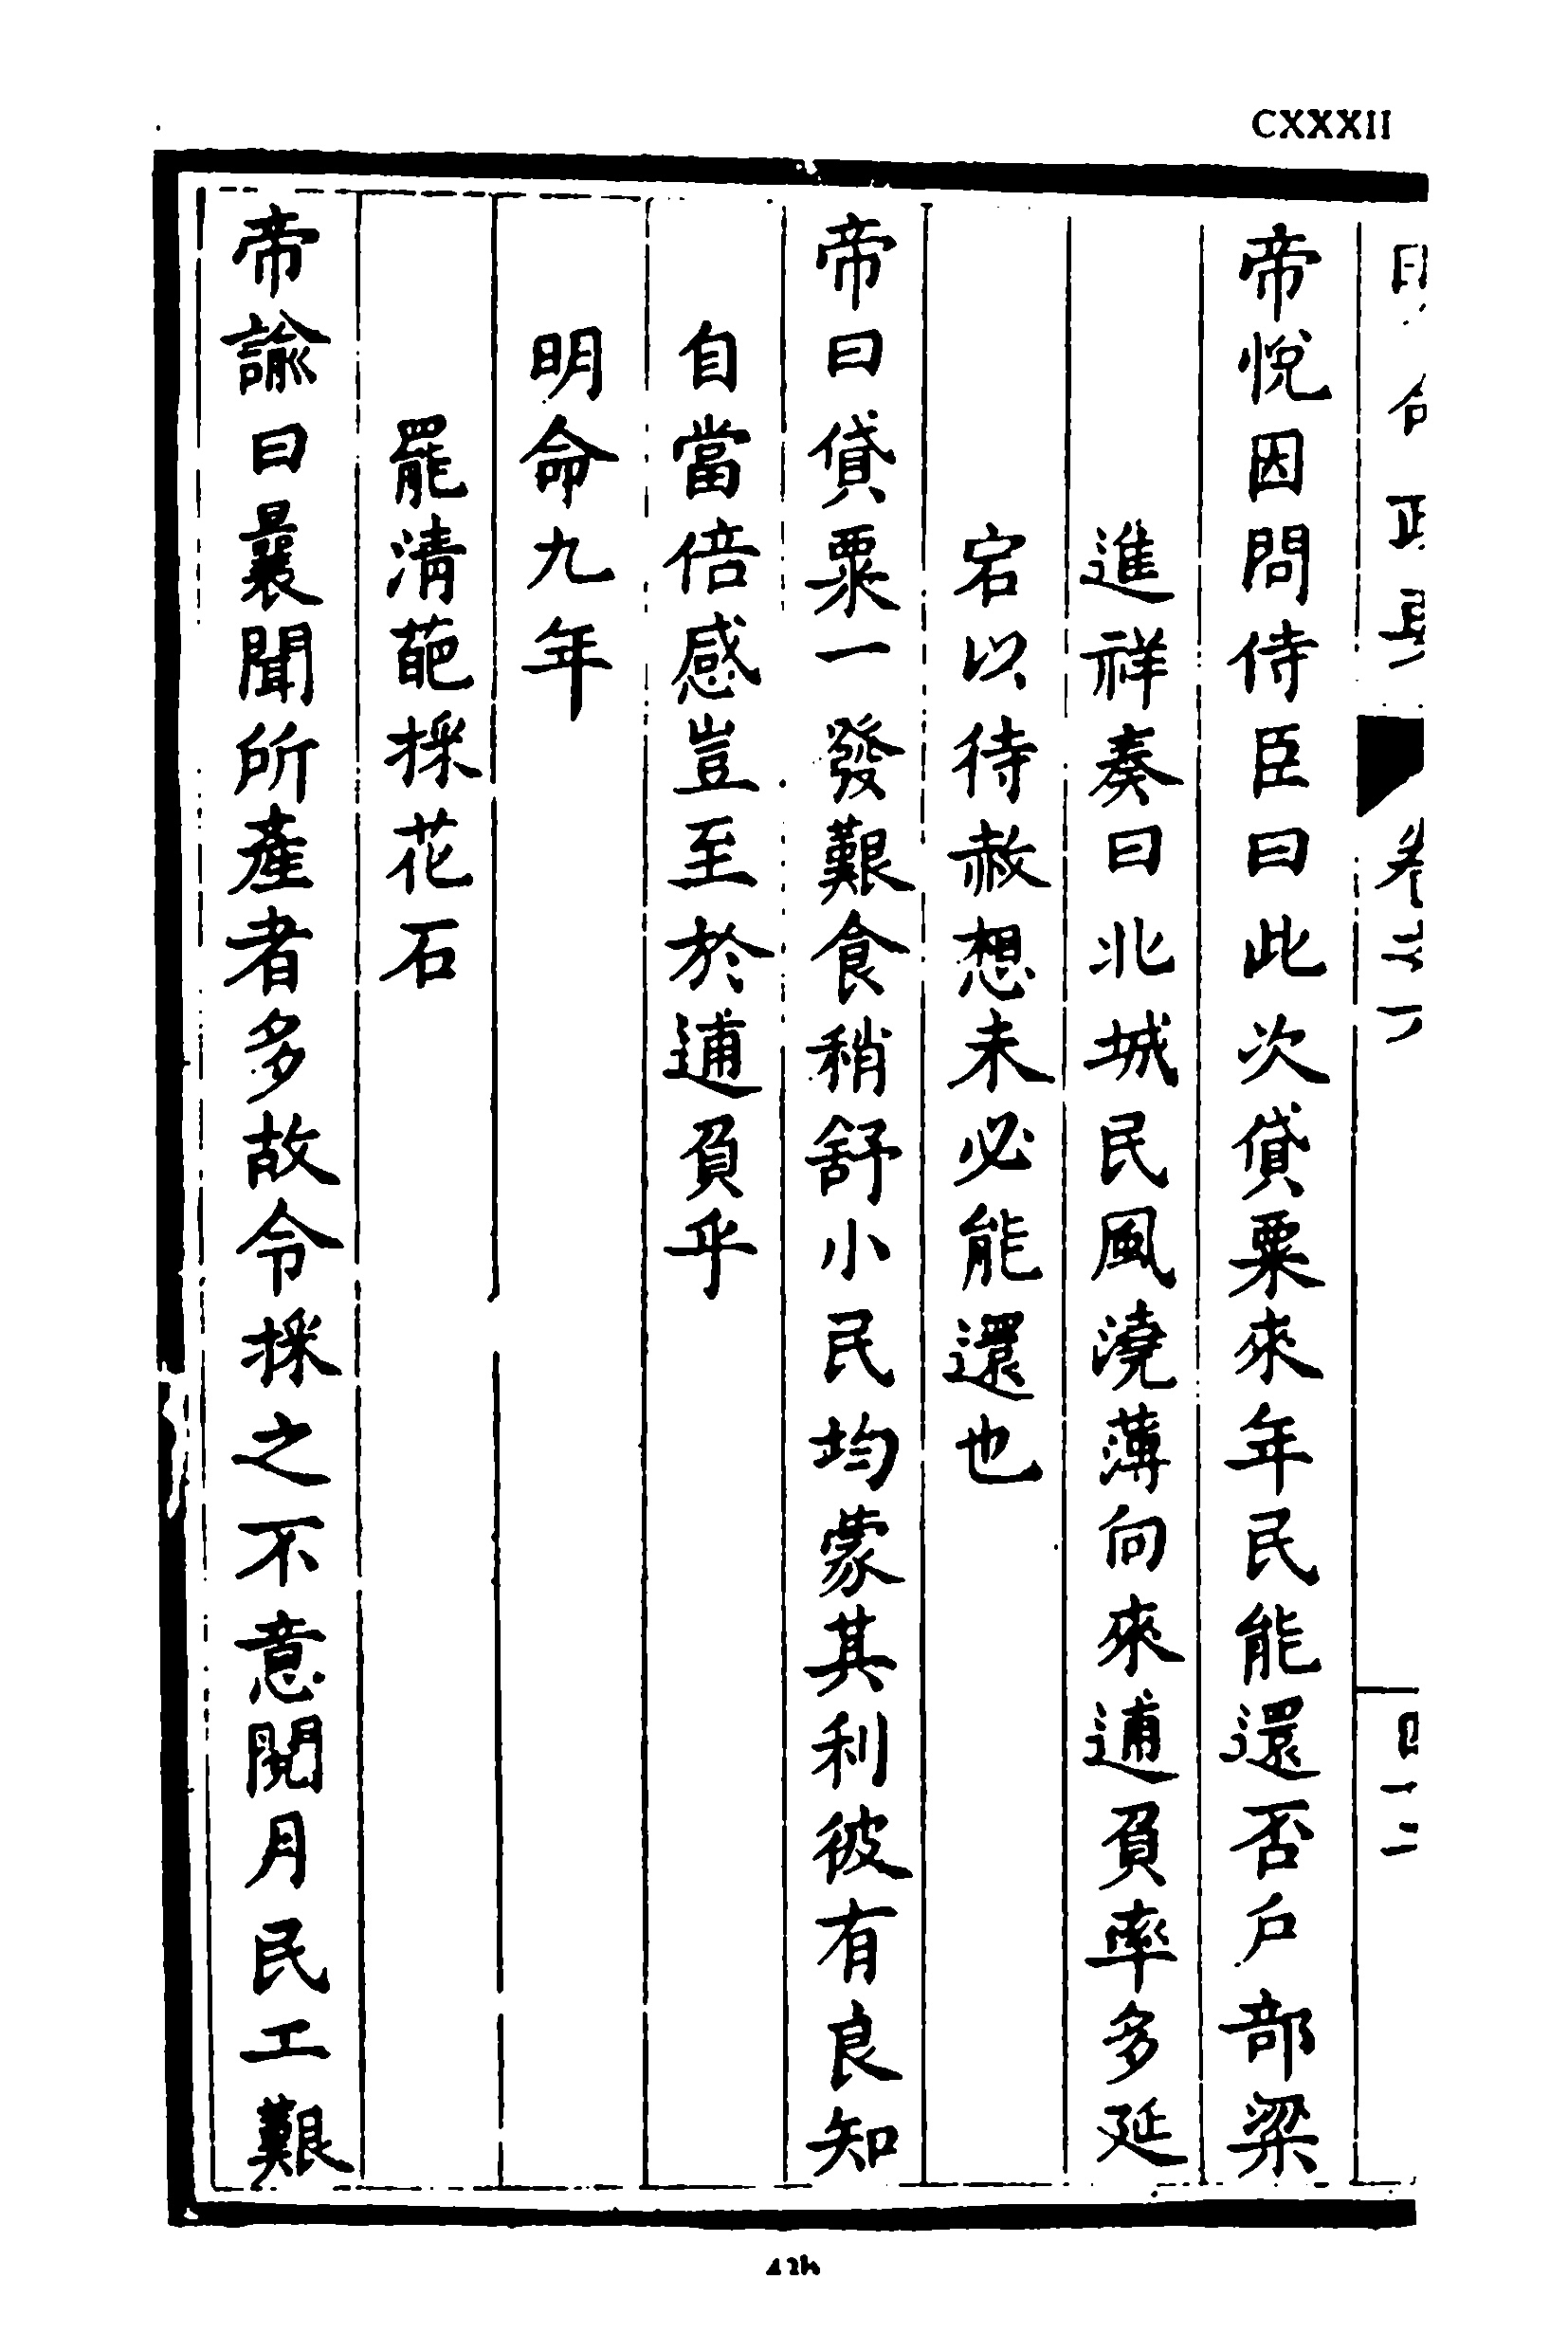 CXXXII
帝悅因問侍臣曰此次貸粟來年民能還否戶部梁
進祥奏曰北城民風澆薄向來逋負率多延
宕以待赦想未必能還也
帝曰貸粟一發艱食稍舒小民均蒙其利彼有良知
自當倍感豈至於逋負乎
明命九年
罷清葩採花石
帝諭曰曩聞所產者多故令採之不意閱月民工艱
42b